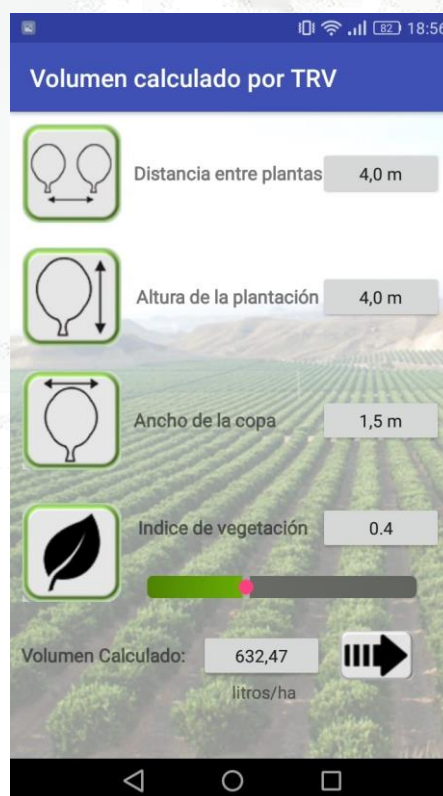 82 18:56
Volumen calculado por TRV
Distancia entre plantas 4,0 m
Altura de la plantación 4,0 m
Ancho de la copa 1,5 m
Indice de vegetación 0.4
Volumen Calculado: 632,47
litros/ha